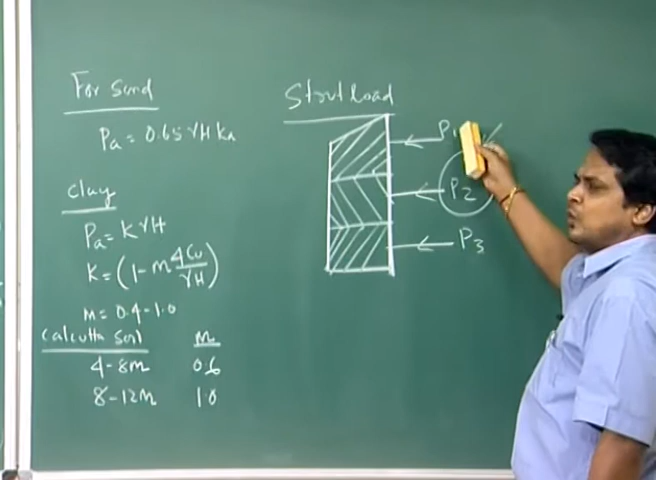 For Sand
Pa = 0.65 γH ka
Clay
Pa = K γH
K = (1 - m 4Cu/γH)
m = 0.4 - 1.0
Calcutta Soil m
4 - 8m 0.6
8 - 12m 1.0
Strut Load
P1
P2
P3